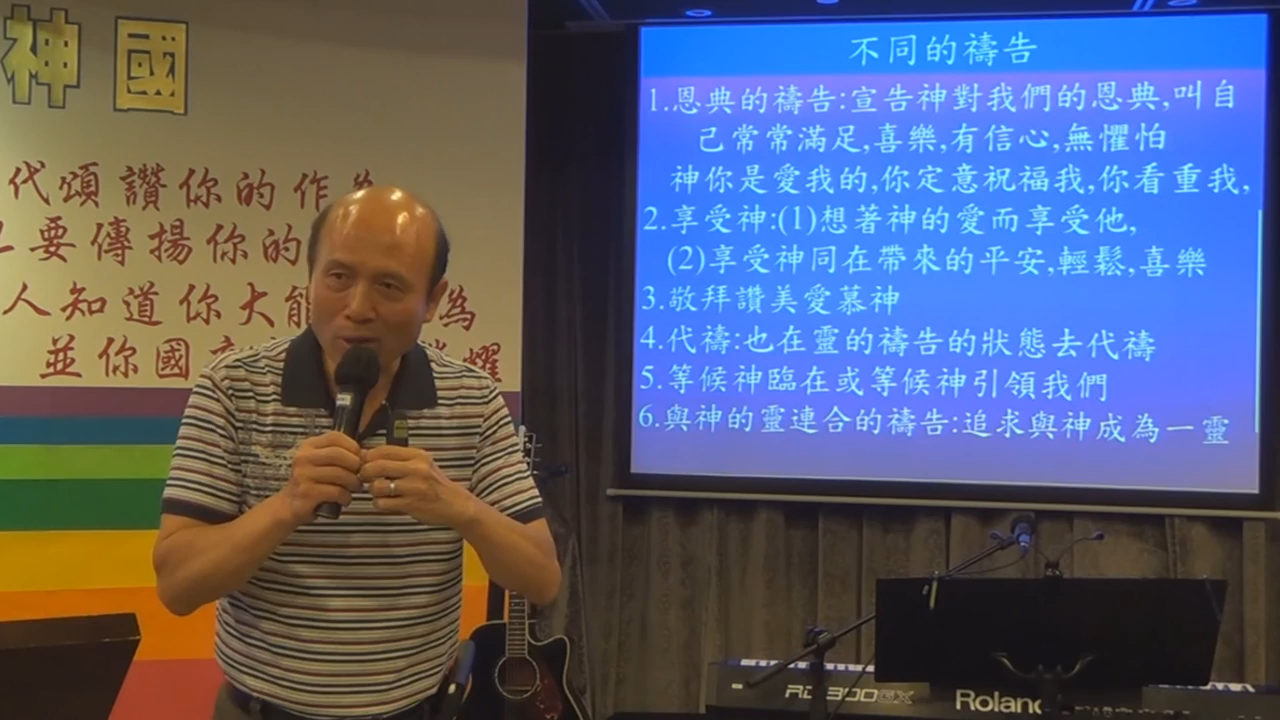 神國
代頌讚你的作為
要傳揚你的
人知道你大能 為
並你國 耀
不同的禱告
1.恩典的禱告:宣告神對我們的恩典,叫自
己常常滿足,喜樂,有信心,無懼怕
神你是愛我的,你定意祝福我,你看重我,
2.享受神:(1)想著神的愛而享受他,
(2)享受神同在帶來的平安,輕鬆,喜樂
3.敬拜讚美愛慕神
4.代禱:也在靈的禱告的狀態去代禱
5.等候神臨在或等候神引領我們
6.與神的靈連合的禱告:追求與神成為一靈
RD-300GX
Roland